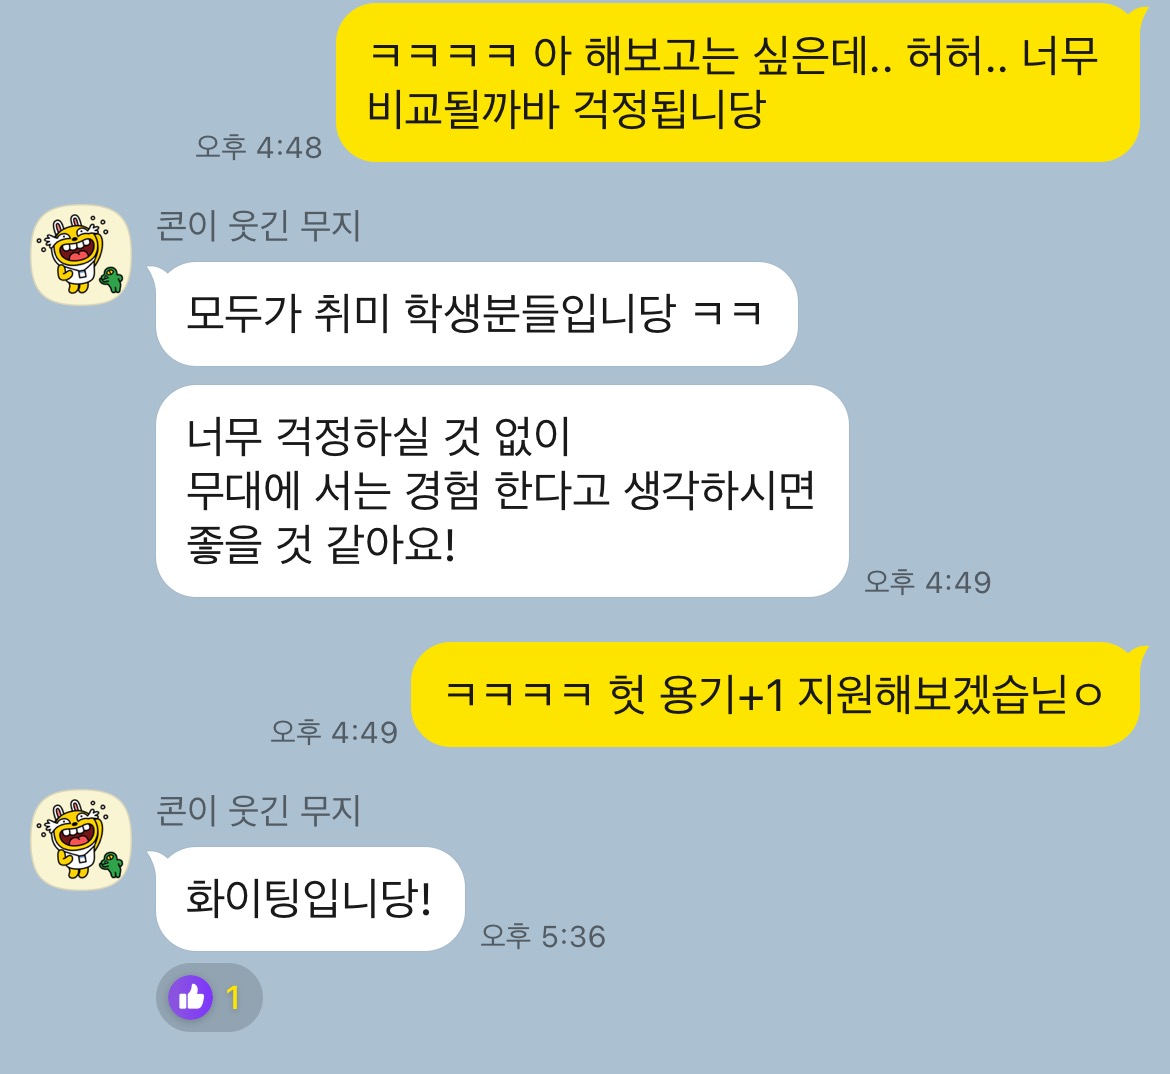 ㅋㅋㅋㅋ 아 해보고는 싶은데.. 허허.. 너무
비교될까바 걱정됩니당
오후 4:48
콘이 웃긴 무지
모두가 취미 학생분들입니당 ㅋㅋ
너무 걱정하실 것 없이
무대에 서는 경험 한다고 생각하시면
좋을 것 같아요!
오후 4:49
ㅋㅋㅋㅋ 헛 용기+1 지원해보겠습닏ㅇ
오후 4:49
콘이 웃긴 무지
화이팅입니당!
오후 5:36
1